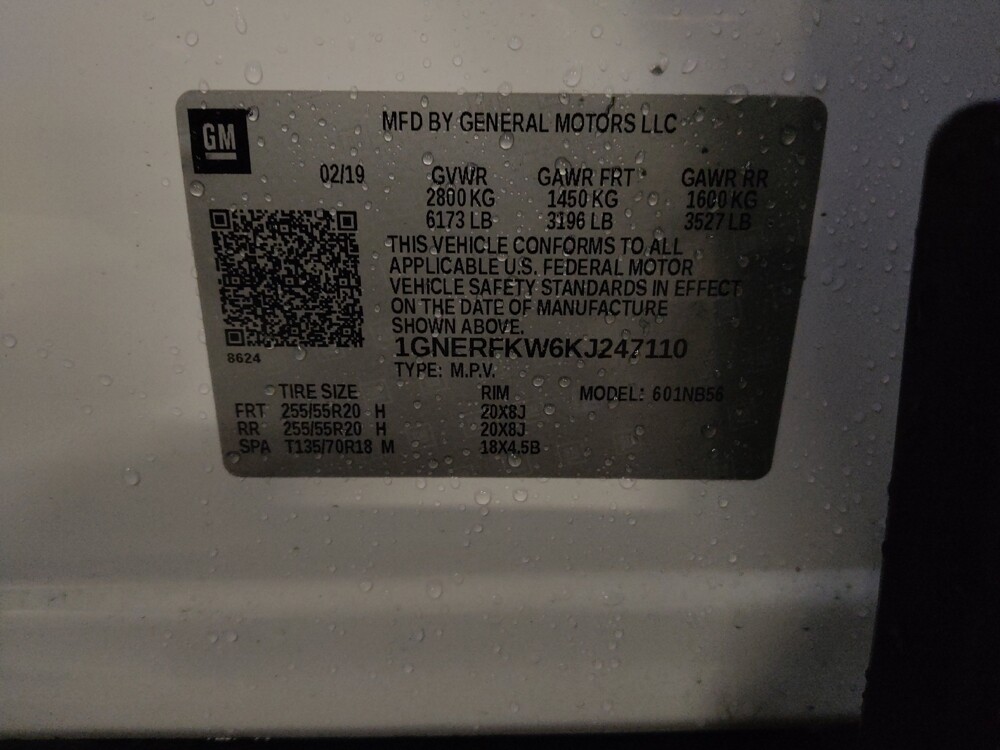 GM
MFD BY GENERAL MOTORS LLC
02/19 GVWR GAWR FRT GAWR RR
2800 KG 1450 KG 1600 KG
6173 LB 3196 LB 3527 LB
THIS VEHICLE CONFORMS TO ALL
APPLICABLE U.S. FEDERAL MOTOR
VEHICLE SAFETY STANDARDS IN EFFECT
ON THE DATE OF MANUFACTURE
SHOWN ABOVE.
8624
1GNERFKW6KJ247110
TYPE: M.P.V.
TIRE SIZE RIM MODEL: 601NB56
FRT 255/55R20 H 20X8J
RR 255/55R20 H 20X8J
SPA T135/70R18 M 18X4.5B